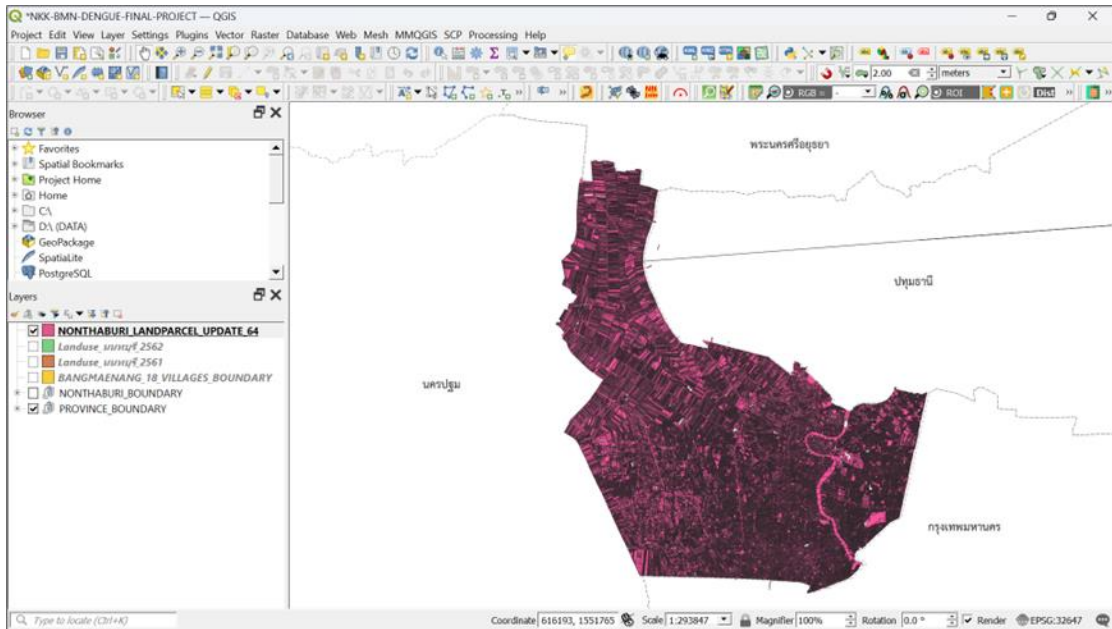 *NKK-BMN-DENGUE-FINAL-PROJECT — QGIS
Project Edit View Layer Settings Plugins Vector Raster Database Web Mesh MMQGIS SCP Processing Help
2.00 meters
RGB = - ROI Dist
Browser
Favorites
Spatial Bookmarks
Project Home
Home
C:\
D:\ (DATA)
GeoPackage
SpatiaLite
PostgreSQL
Layers
NONTHABURI_LANDPARCEL_UPDATE_64
Landuse_นนทบุรี_2562
Landuse_นนทบุรี_2561
BANGMAENANG_18_VILLAGES_BOUNDARY
NONTHABURI_BOUNDARY
PROVINCE_BOUNDARY
พระนครศรีอยุธยา
ปทุมธานี
นครปฐม
กรุงเทพมหานคร
Type to locate (Ctrl+K)
Coordinate 616193, 1551765 Scale 1:293847 Magnifier 100% Rotation 0.0 ° Render EPSG:32647